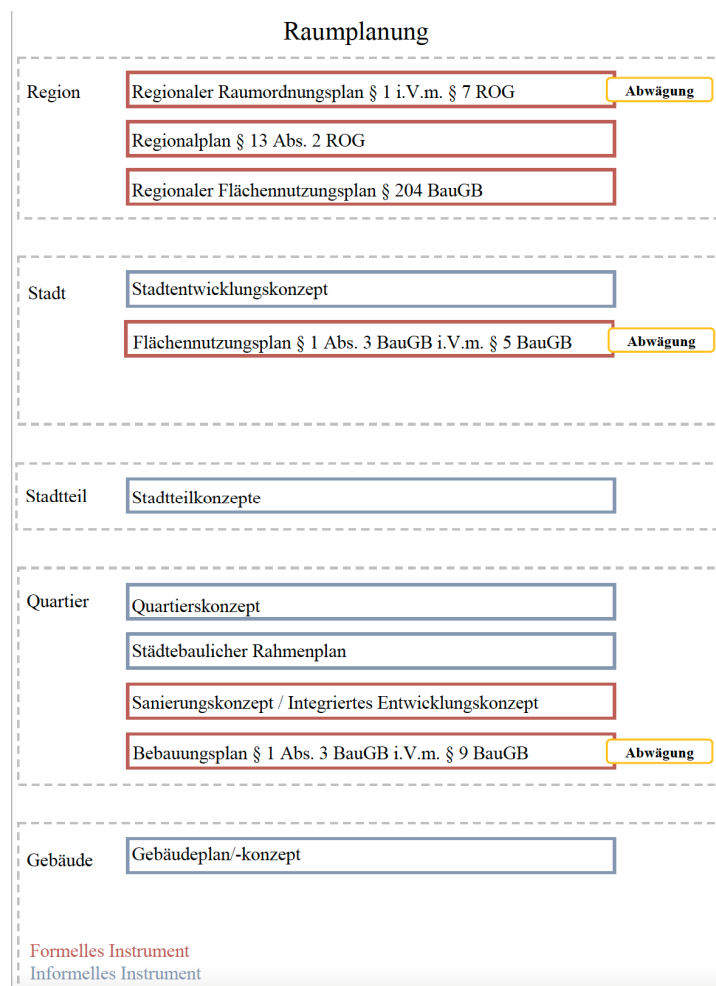 Raumplanung
Region
Regionaler Raumordnungsplan § 1 i.V.m. § 7 ROG
Abwägung
Regionalplan § 13 Abs. 2 ROG
Regionaler Flächennutzungsplan § 204 BauGB
Stadt
Stadtentwicklungskonzept
Flächennutzungsplan § 1 Abs. 3 BauGB i.V.m. § 5 BauGB
Abwägung
Stadtteil
Stadtteilkonzepte
Quartier
Quartierskonzept
Städtebaulicher Rahmenplan
Sanierungskonzept / Integriertes Entwicklungskonzept
Bebauungsplan § 1 Abs. 3 BauGB i.V.m. § 9 BauGB
Abwägung
Gebäude
Gebäudeplan/-konzept
Formelles Instrument
Informelles Instrument